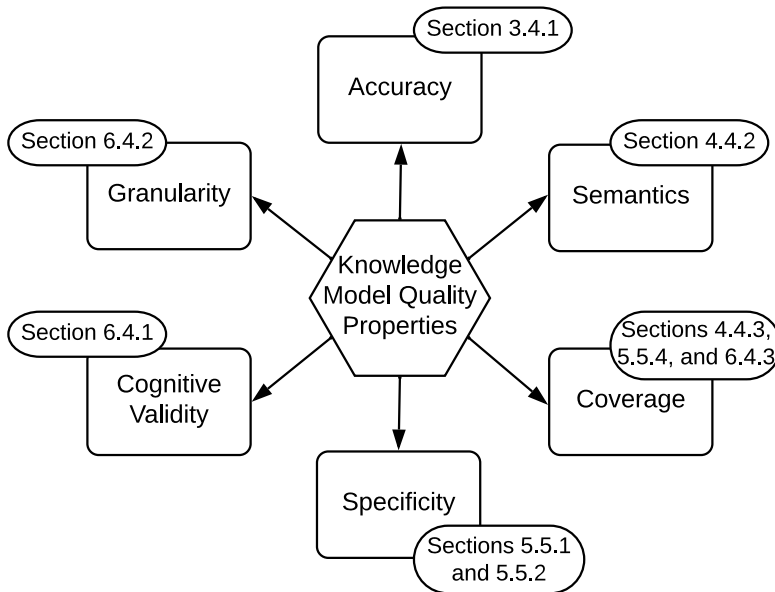 Section 3.4.1
Accuracy
Section 6.4.2
Granularity
Section 4.4.2
Semantics
Knowledge
Model Quality
Properties
Section 6.4.1
Cognitive
Validity
Sections 4.4.3,
5.5.4, and 6.4.3
Coverage
Specificity
Sections 5.5.1
and 5.5.2